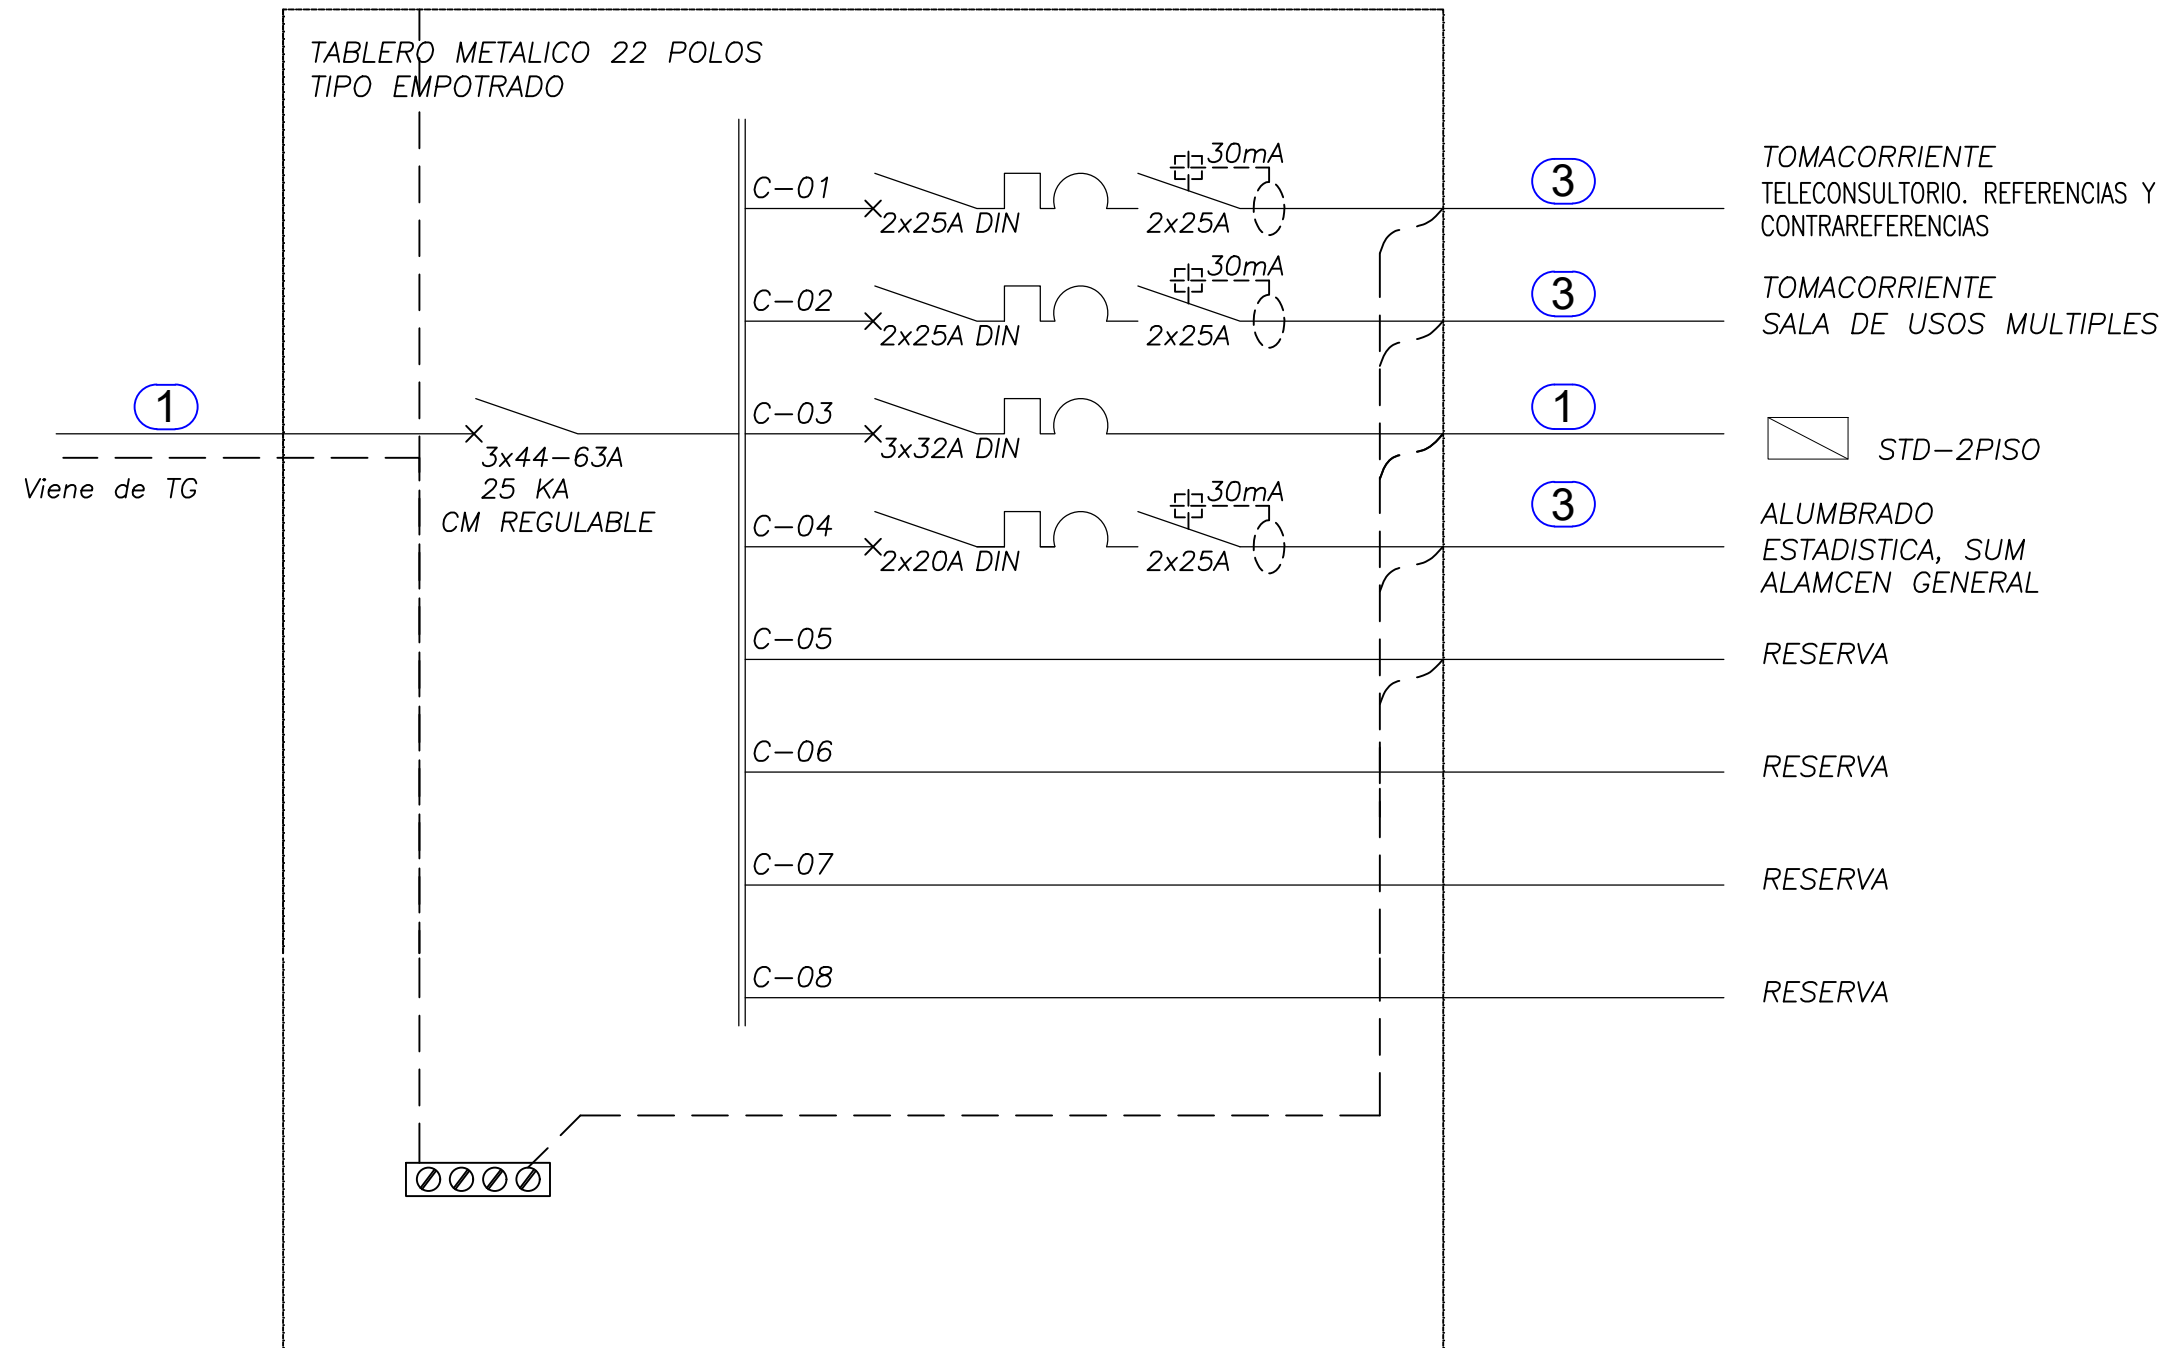 TABLERO METALICO 22 POLOS
TIPO EMPOTRADO
1
Viene de TG
3x44-63A
25 KA
CM REGULABLE
C-01
2x25A DIN
30mA
2x25A
3
TOMACORRIENTE
TELECONSULTORIO. REFERENCIAS Y
CONTRAREFERENCIAS
C-02
2x25A DIN
30mA
2x25A
3
TOMACORRIENTE
SALA DE USOS MULTIPLES
C-03
3x32A DIN
1
STD-2PISO
C-04
2x20A DIN
30mA
2x25A
3
ALUMBRADO
ESTADISTICA, SUM
ALAMCEN GENERAL
C-05
RESERVA
C-06
RESERVA
C-07
RESERVA
C-08
RESERVA